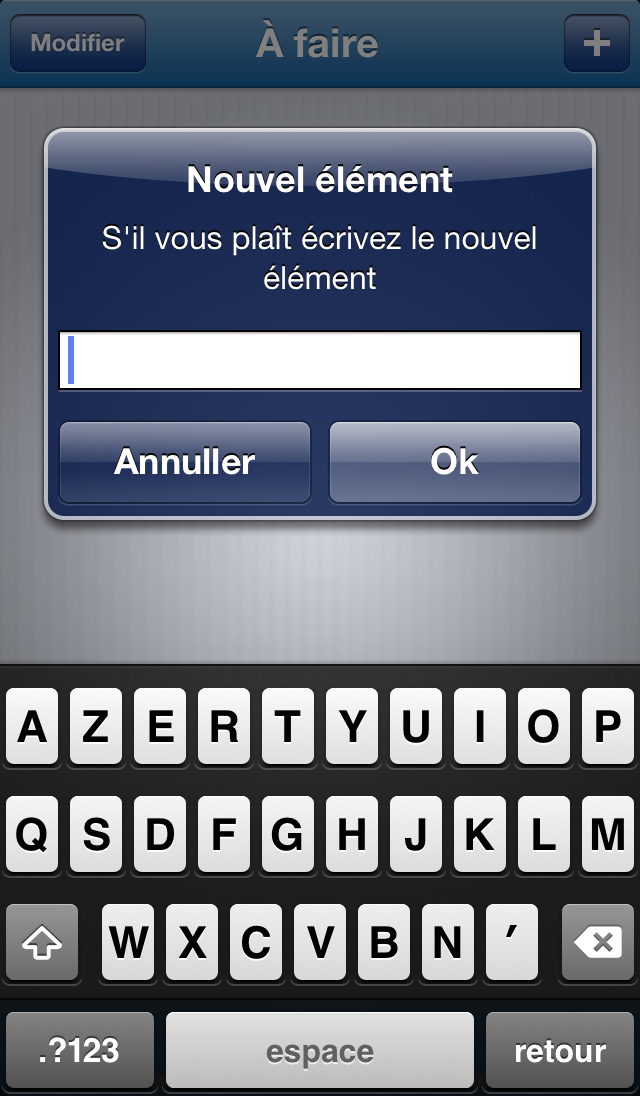 Modifier À faire +
Nouvel élément
S'il vous plaît écrivez le nouvel
élément
Annuller Ok
A Z E R T Y U I O P
Q S D F G H J K L M
W X C V B N ′
.?123 espace retour